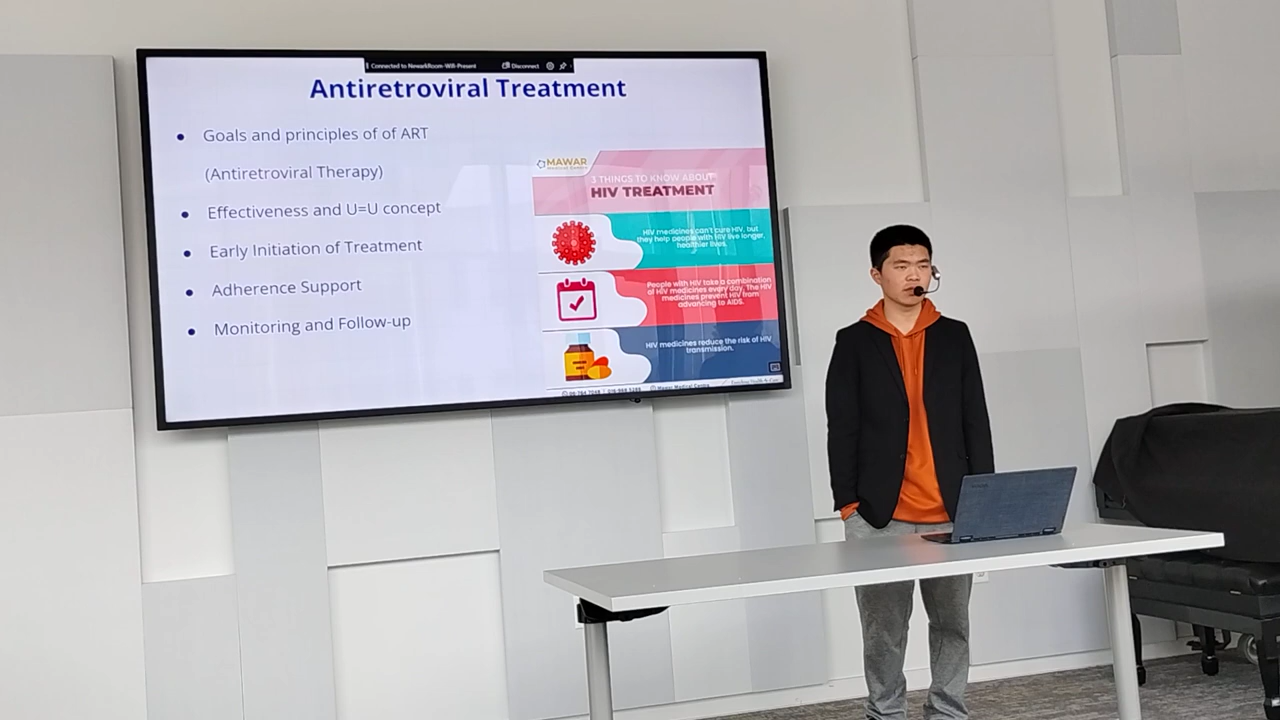 Connected to NewarkRoom-Wifi-Present Disconnect
Antiretroviral Treatment
Goals and principles of of ART
(Antiretroviral Therapy)
Effectiveness and U=U concept
Early Initiation of Treatment
Adherence Support
Monitoring and Follow-up
MAWAR
Medical Centre
3 THINGS TO KNOW ABOUT
HIV TREATMENT
HIV medicines can't cure HIV, but
they help people with HIV live longer,
healthier lives.
People with HIV take a combination
of HIV medicines every day. The HIV
medicines prevent HIV from
advancing to AIDS.
HIV medicines reduce the risk of HIV
transmission.
Mawar Medical Centre